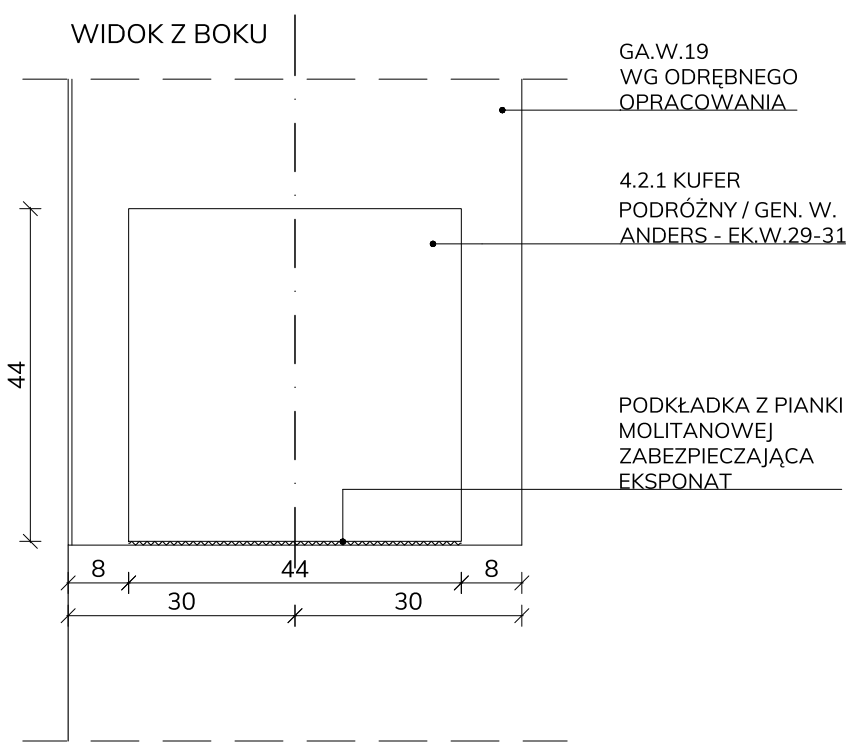 WIDOK Z BOKU
GA.W.19
WG ODRĘBNEGO
OPRACOWANIA
4.2.1 KUFER
PODRÓŻNY / GEN. W.
ANDERS - EK.W.29-31
44
PODKŁADKA Z PIANKI
MOLITANOWEJ
ZABEZPIECZAJĄCA
EKSPONAT
8 44 8
30 30